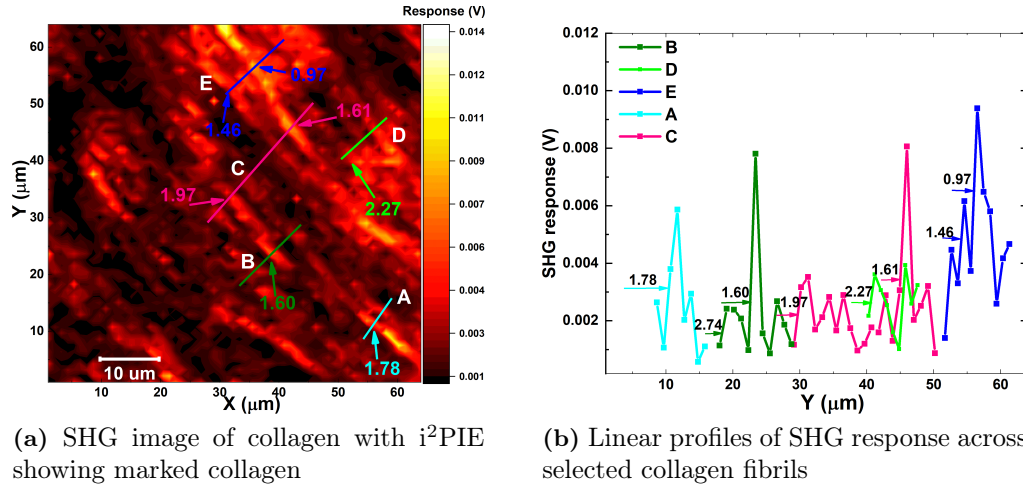 Response (V)
0.014
0.013
0.011
0.009
0.007
0.006
0.004
0.002
0.001
60
50
40
30
20
10
Y (μm)
E
0.97
1.46
1.61
C
D
1.97
2.27
B
1.60
A
1.78
10 um
10 20 30 40 50 60
X (μm)
(a) SHG image of collagen with i²PIE
showing marked collagen
0.012
0.010
0.008
0.006
0.004
0.002
SHG response (V)
B
D
E
A
C
0.97
1.46
1.78
1.60
1.61
2.27
1.97
2.74
10 20 30 40 50 60
Y (μm)
(b) Linear profiles of SHG response across
selected collagen fibrils